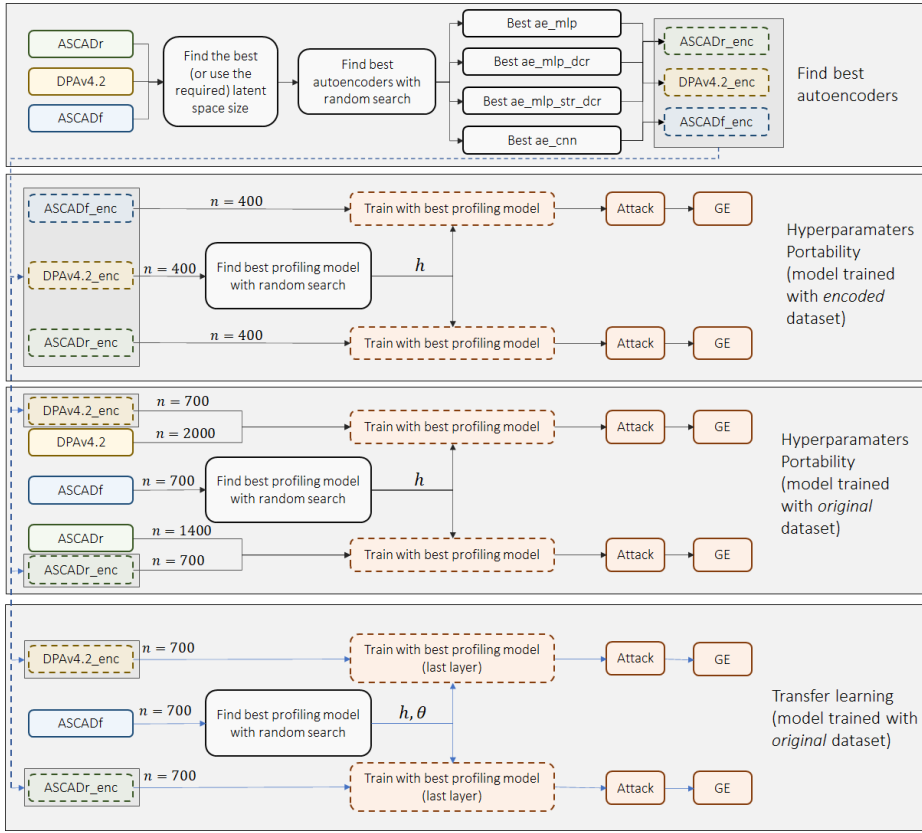 ASCADr
DPAv4.2
ASCADf
Find the best
(or use the
required) latent
space size
Find best
autoencoders with
random search
Best ae_mlp
Best ae_mlp_dcr
Best ae_mlp_str_dcr
Best ae_cnn
ASCADr_enc
DPAv4.2_enc
ASCADf_enc
Find best
autoencoders
ASCADf_enc
n = 400
Train with best profiling model
Attack
GE
DPAv4.2_enc
n = 400
Find best profiling model
with random search
h
ASCADr_enc
n = 400
Train with best profiling model
Attack
GE
Hyperparamaters
Portability
(model trained
with encoded
dataset)
DPAv4.2_enc
n = 700
DPAv4.2
n = 2000
Train with best profiling model
Attack
GE
ASCADf
n = 700
Find best profiling model
with random search
h
ASCADr
n = 1400
ASCADr_enc
n = 700
Train with best profiling model
Attack
GE
Hyperparamaters
Portability
(model trained
with original
dataset)
DPAv4.2_enc
n = 700
Train with best profiling model
(last layer)
Attack
GE
ASCADf
n = 700
Find best profiling model
with random search
h, θ
ASCADr_enc
n = 700
Train with best profiling model
(last layer)
Attack
GE
Transfer learning
(model trained with
original dataset)